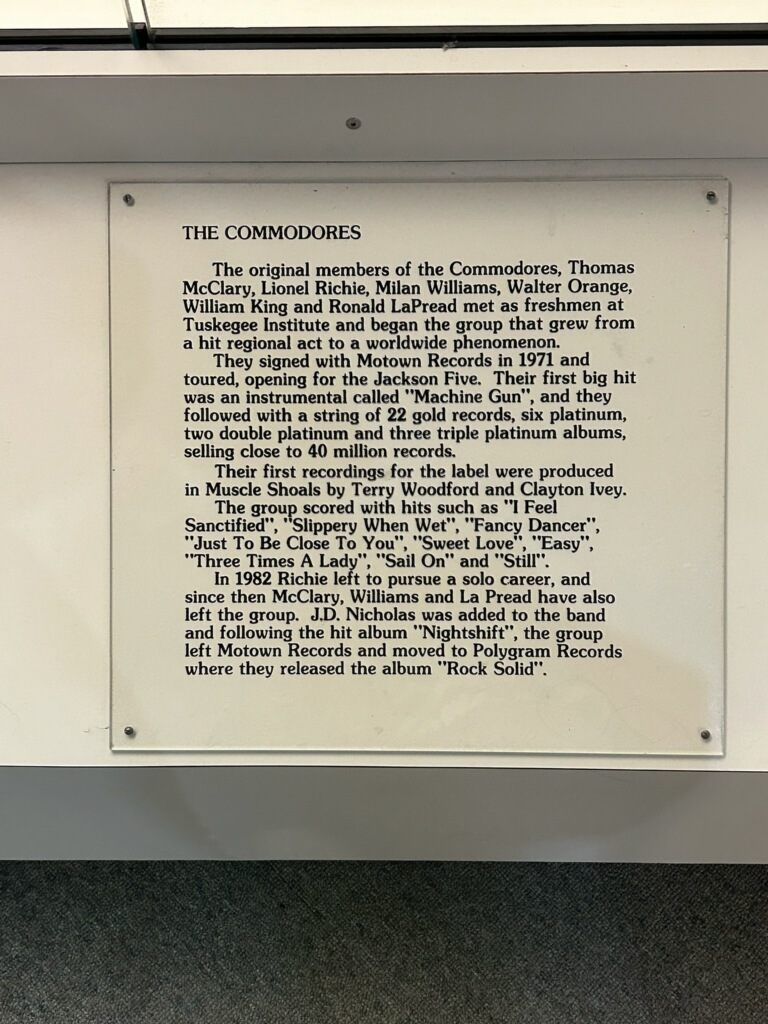 THE COMMODORES
The original members of the Commodores, Thomas
McClary, Lionel Richie, Milan Williams, Walter Orange,
William King and Ronald LaPread met as freshmen at
Tuskegee Institute and began the group that grew from
a hit regional act to a worldwide phenomenon.
They signed with Motown Records in 1971 and
toured, opening for the Jackson Five. Their first big hit
was an instrumental called "Machine Gun", and they
followed with a string of 22 gold records, six platinum,
two double platinum and three triple platinum albums,
selling close to 40 million records.
Their first recordings for the label were produced
in Muscle Shoals by Terry Woodford and Clayton Ivey.
The group scored with hits such as "I Feel
Sanctified", "Slippery When Wet", "Fancy Dancer",
"Just To Be Close To You", "Sweet Love", "Easy",
"Three Times A Lady", "Sail On" and "Still".
In 1982 Richie left to pursue a solo career, and
since then McClary, Williams and La Pread have also
left the group. J.D. Nicholas was added to the band
and following the hit album "Nightshift", the group
left Motown Records and moved to Polygram Records
where they released the album "Rock Solid".